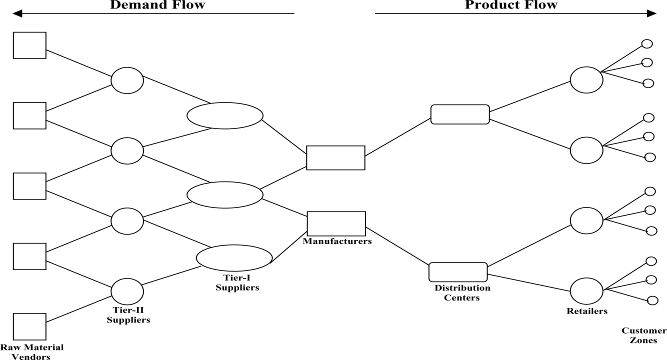 Demand Flow
Product Flow
Manufacturers
Tier-I
Suppliers
Distribution
Centers
Tier-II
Suppliers
Retailers
Customer
Zones
Raw Material
Vendors